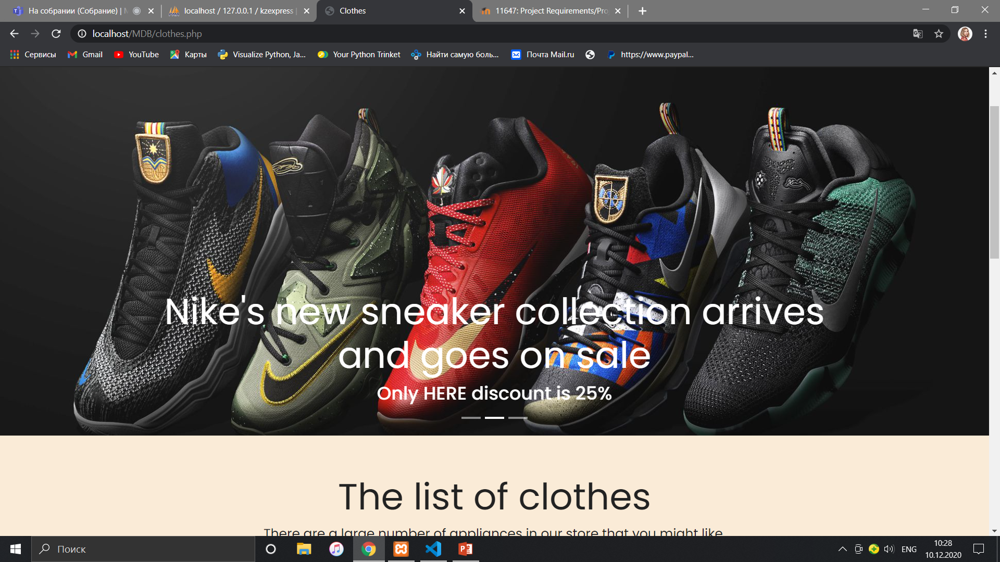 На собрании (Собрание) |
localhost / 127.0.0.1 / kzexpress |
Clothes
11647: Project Requirements/Pro
localhost/MDB/clothes.php
Сервисы
Gmail
YouTube
Карты
Visualize Python, Ja...
Your Python Trinket
Найти самую боль...
Почта Mail.ru
https://www.paypal...
Nike's new sneaker collection arrives
and goes on sale
Only HERE discount is 25%
The list of clothes
There are a large number of appliances in our store that you might like
Поиск
ENG
10:28
10.12.2020